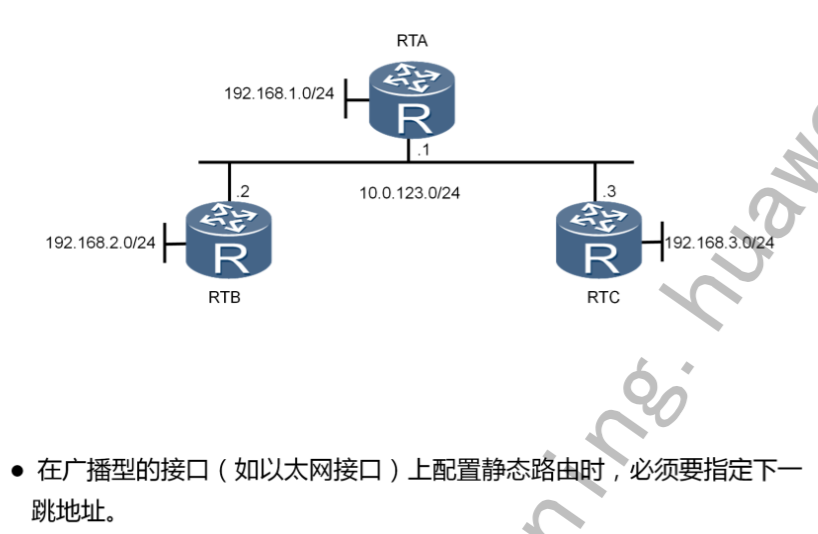 RTA
192.168.1.0/24
R
.1
.2
10.0.123.0/24
.3
192.168.2.0/24
R
R
192.168.3.0/24
RTB
RTC
● 在广播型的接口（如以太网接口）上配置静态路由时，必须要指定下一
跳地址。
ning. huawe